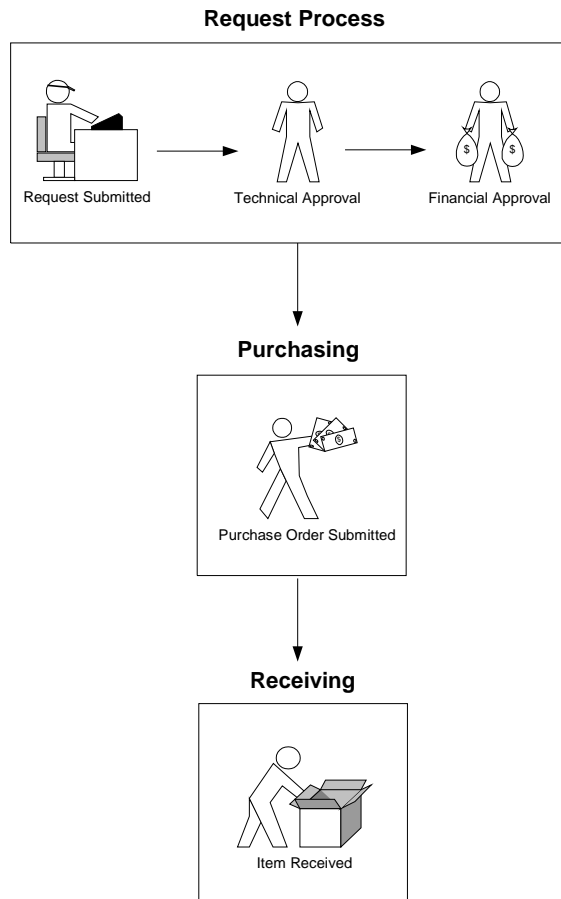 Request Process
Request Submitted
Technical Approval
Financial Approval
$
$
Purchasing
Purchase Order Submitted
Receiving
Item Received